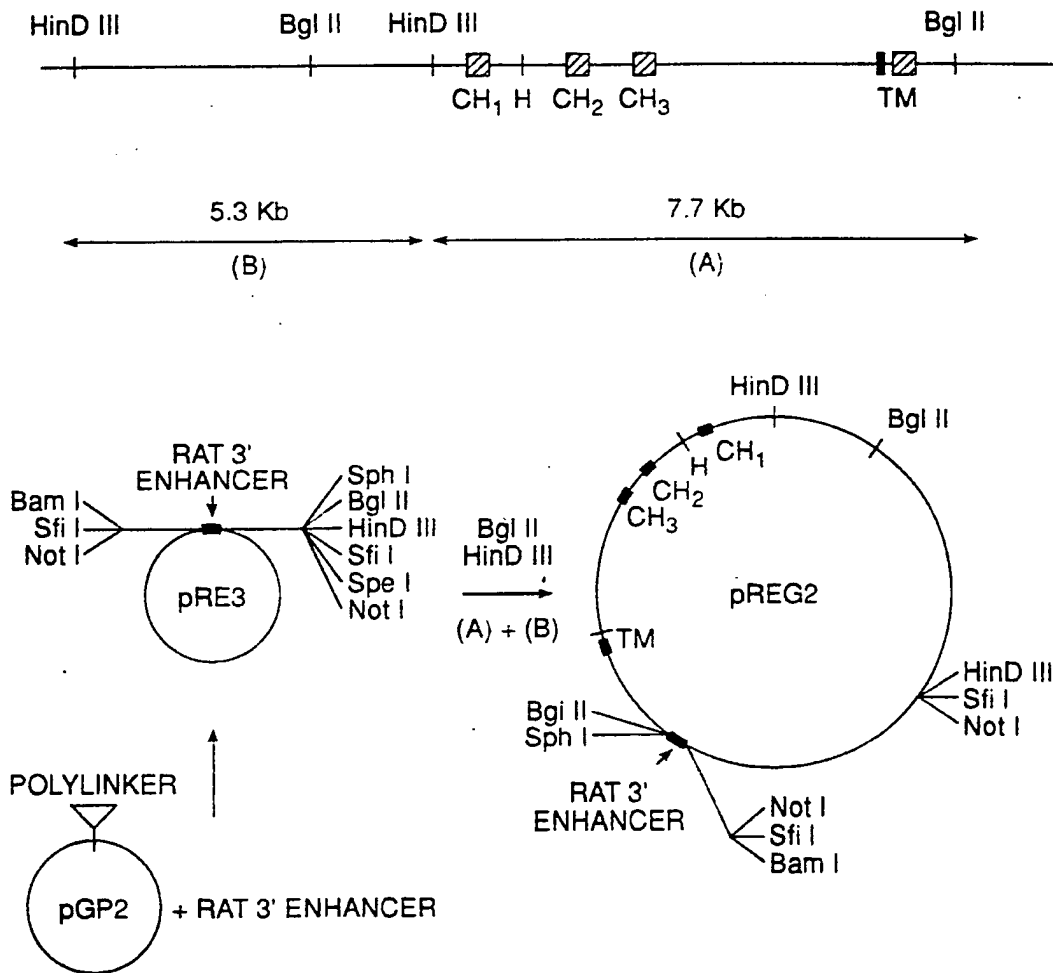 HinD III Bgl II HinD III Bgl II
CH1 H CH2 CH3 TM
5.3 Kb 7.7 Kb
(B) (A)
RAT 3'
ENHANCER
Bam I
Sfi I
Not I
Sph I
Bgl II
HinD III
Sfi I
Spe I
Not I
pRE3
Bgl II
HinD III
(A) + (B)
HinD III
Bgl II
CH1
H
CH2
CH3
pREG2
TM
Bgi II
Sph I
HinD III
Sfi I
Not I
RAT 3'
ENHANCER
Not I
Sfi I
Bam I
POLYLINKER
pGP2 + RAT 3' ENHANCER